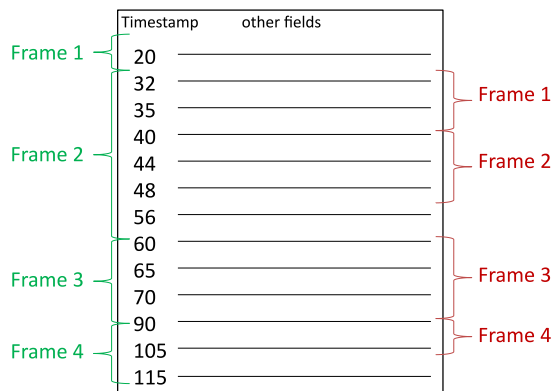 Timestamp other fields
Frame 1 20
32
Frame 1
35
40
Frame 2 44 Frame 2
48
56
60
65
Frame 3 70 Frame 3
90
Frame 4
Frame 4 105
115